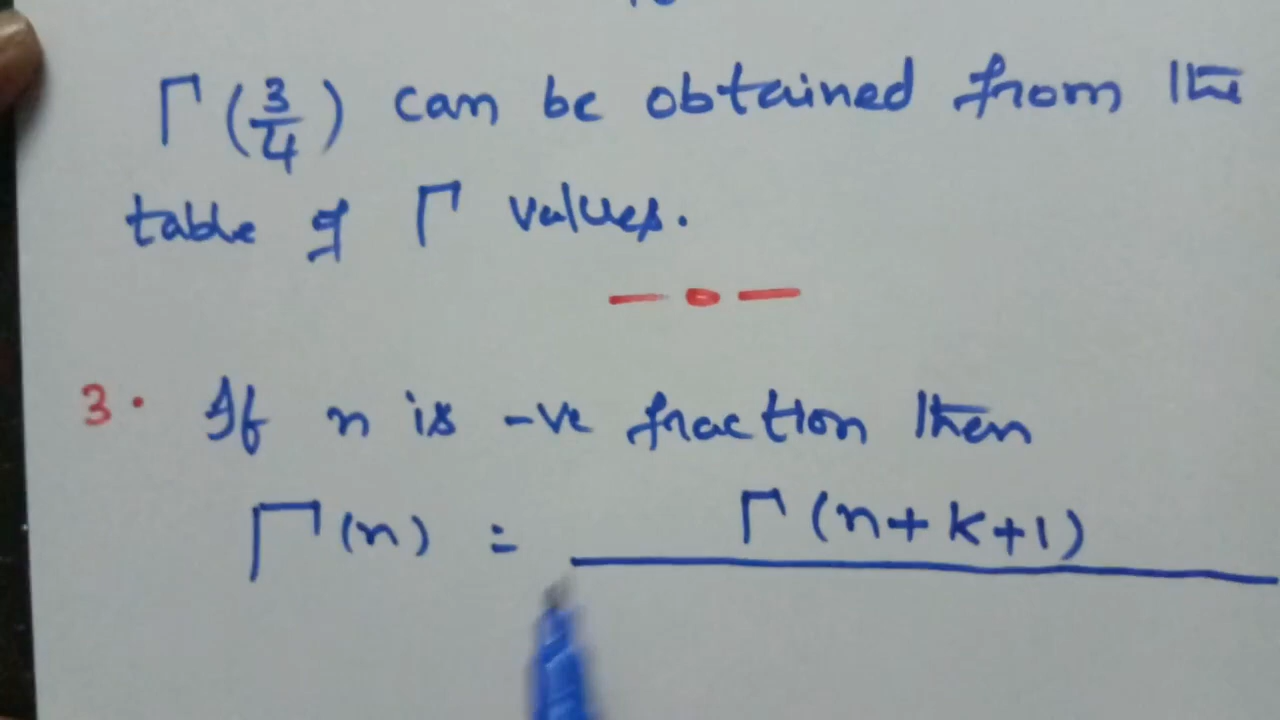 Γ(3/4) can be obtained from the
table of Γ values.
— o —
3. If n is -ve fraction then
Γ(n) = Γ(n+k+1)